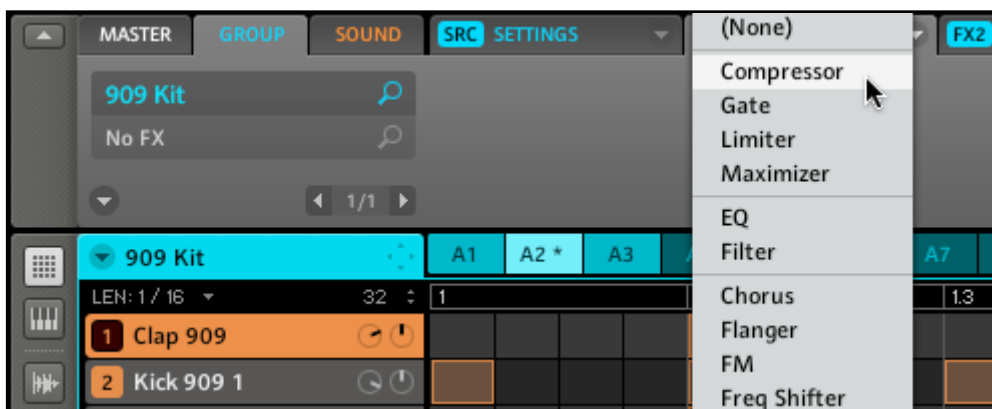 MASTER GROUP SOUND SRC SETTINGS FX2
909 Kit
No FX
1/1
(None)
Compressor
Gate
Limiter
Maximizer
EQ
Filter
Chorus
Flanger
FM
Freq Shifter
909 Kit A1 A2 * A3 A7
LEN: 1 / 16 32 1 1.3
1 Clap 909
2 Kick 909 1